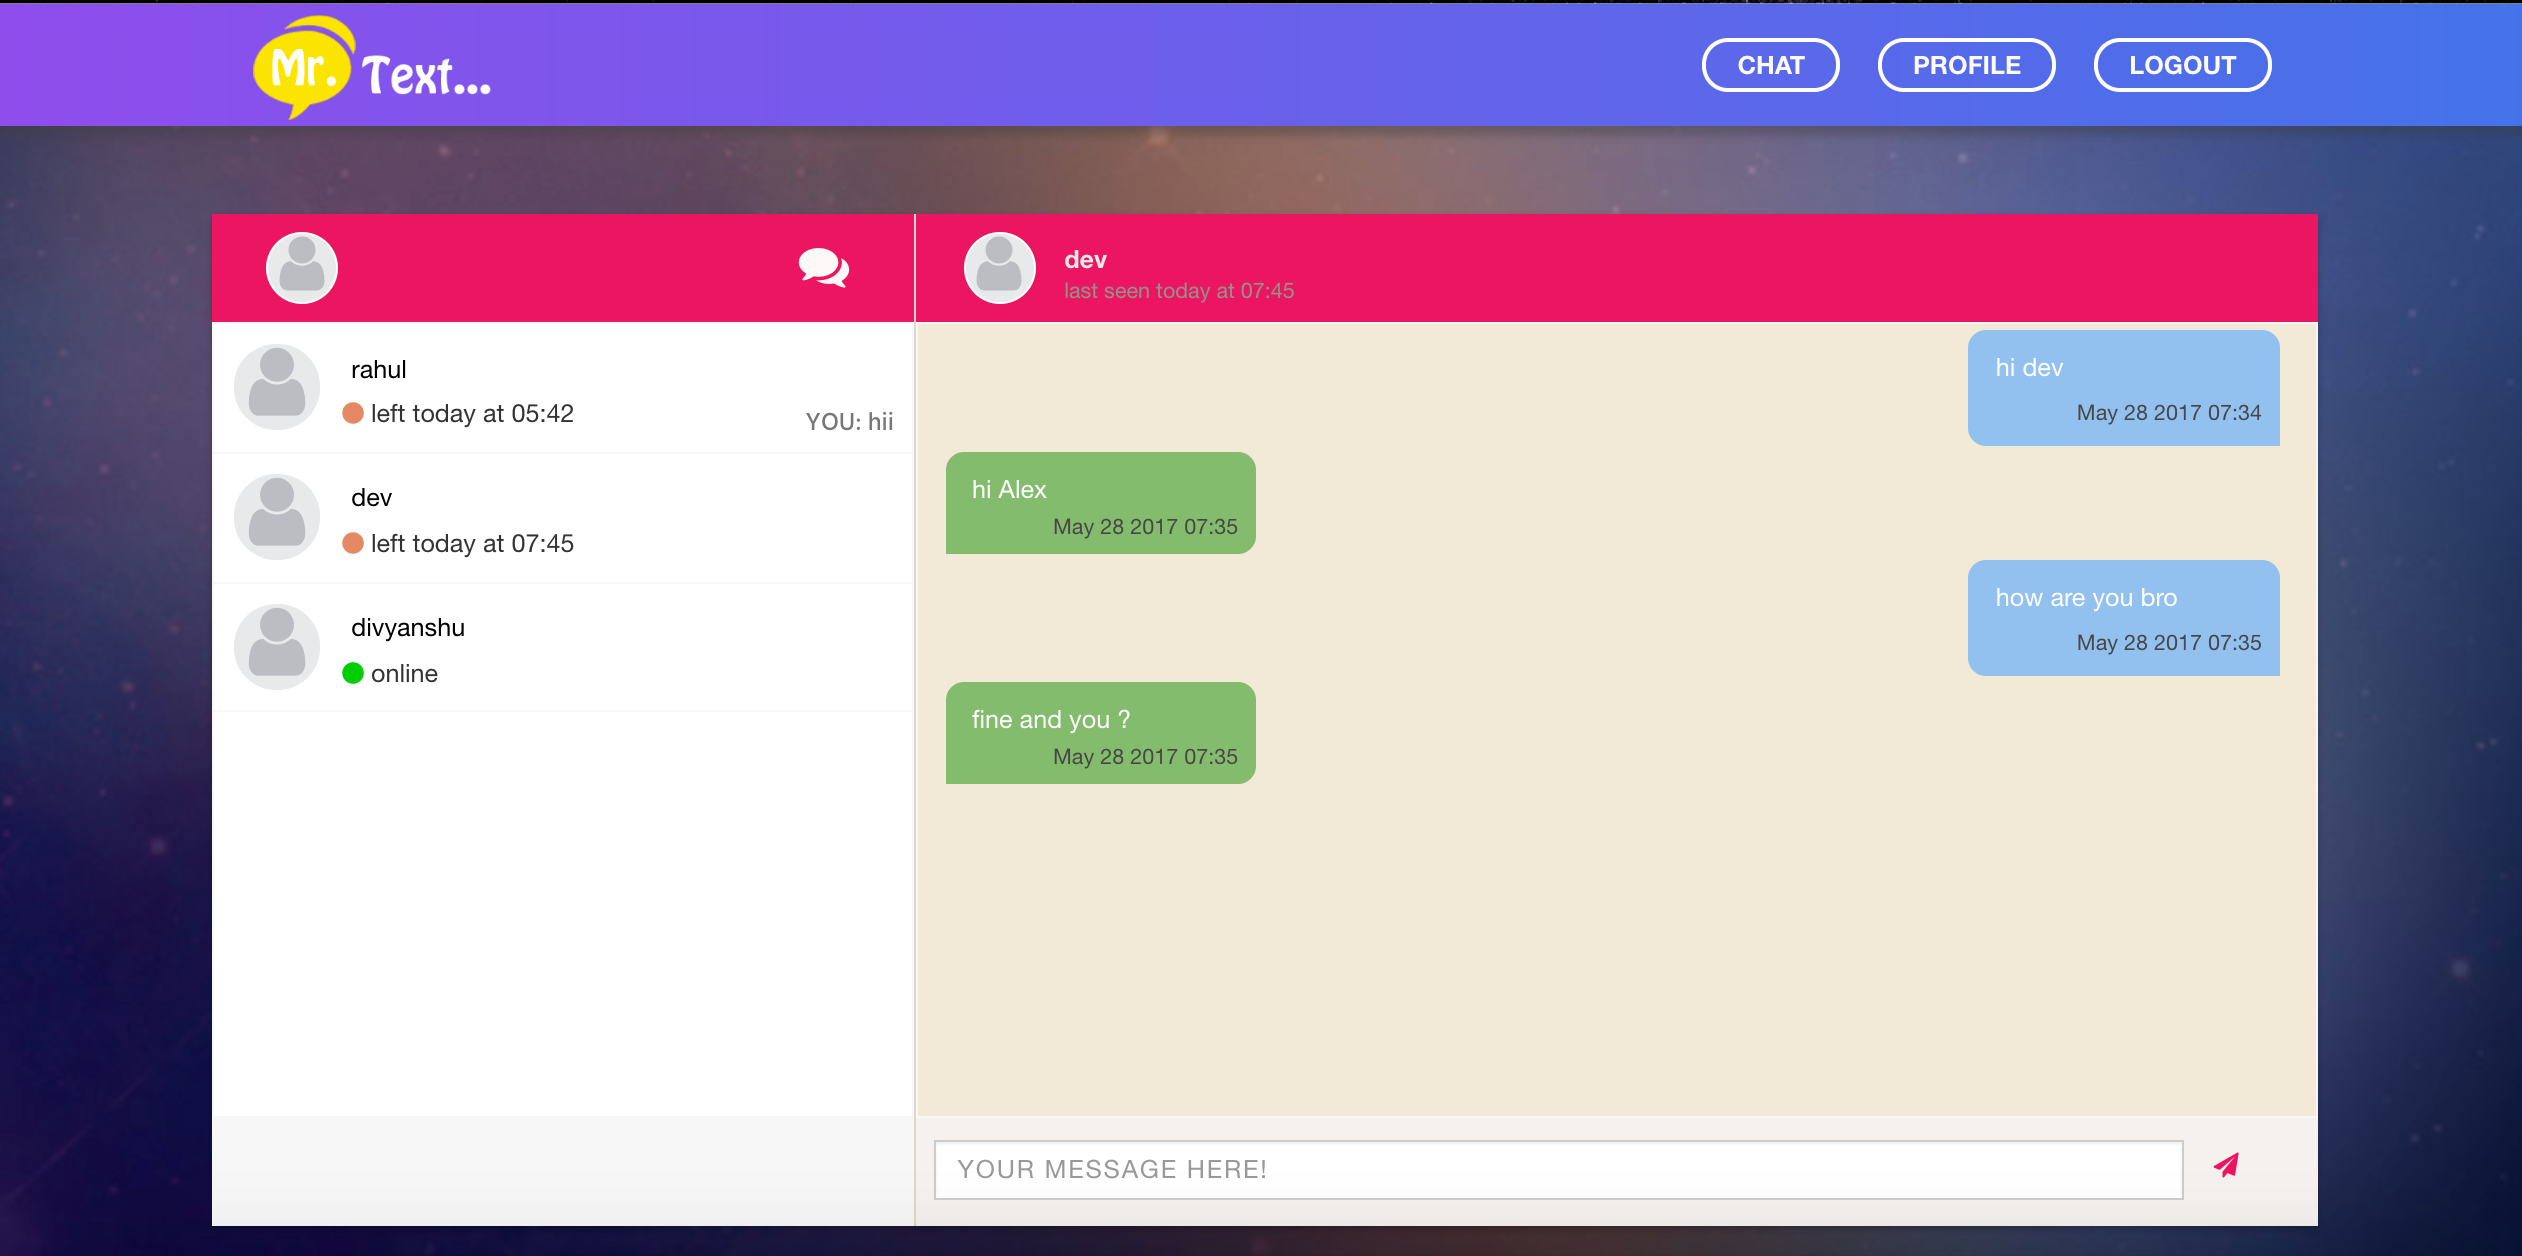 Mr. Text...
CHAT
PROFILE
LOGOUT
rahul
left today at 05:42
YOU: hii
dev
left today at 07:45
divyanshu
online
dev
last seen today at 07:45
hi dev
May 28 2017 07:34
hi Alex
May 28 2017 07:35
how are you bro
May 28 2017 07:35
fine and you ?
May 28 2017 07:35
YOUR MESSAGE HERE!